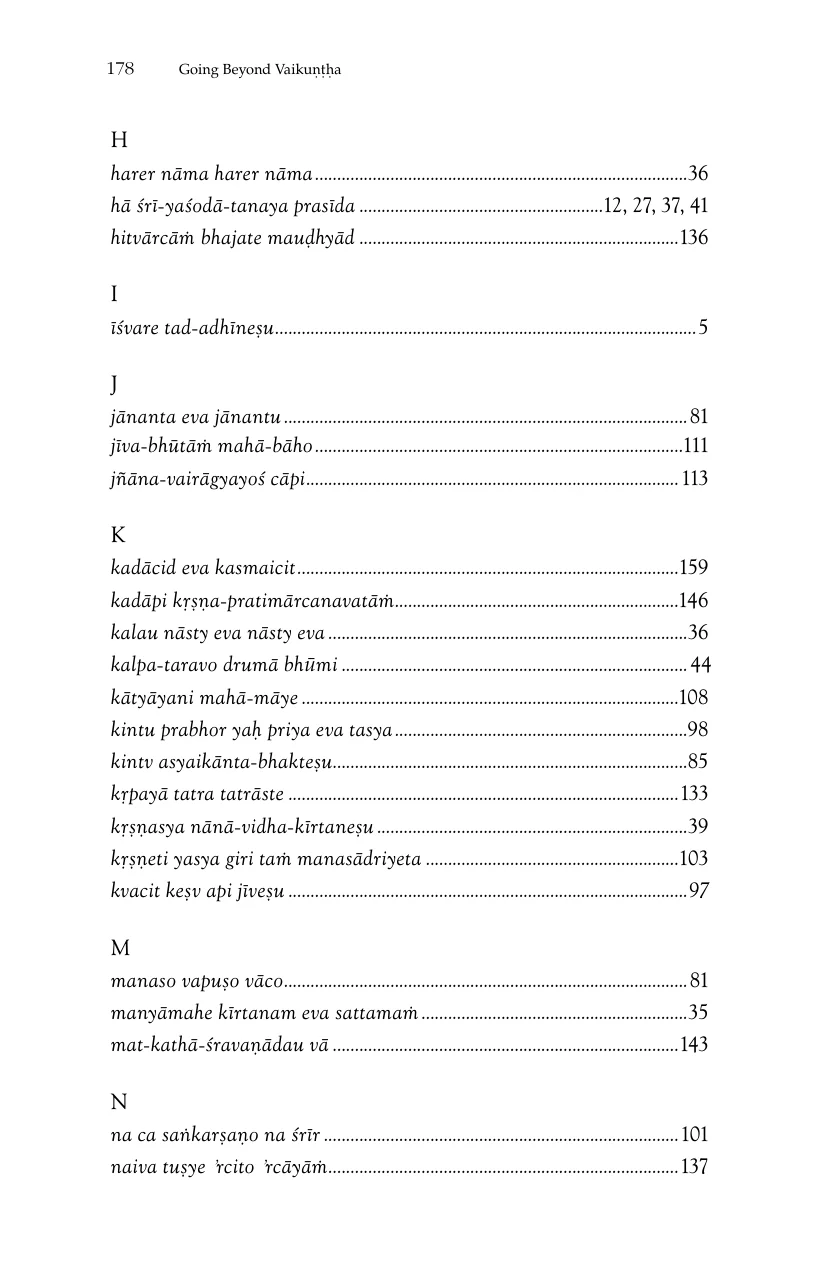 178 Going Beyond Vaikuṇṭha
H
harer nāma harer nāma....................................................................................36
hā śrī-yaśodā-tanaya prasīda .......................................................12, 27, 37, 41
hitvārcāṁ bhajate mauḍhyād ........................................................................136
I
īśvare tad-adhīneṣu...............................................................................................5
J
jānanta eva jānantu ...........................................................................................81
jīva-bhūtāṁ mahā-bāho...................................................................................111
jñāna-vairāgyayoś cāpi.................................................................................... 113
K
kadācid eva kasmaicit......................................................................................159
kadāpi kṛṣṇa-pratimārcanavatāṁ................................................................146
kalau nāsty eva nāsty eva .................................................................................36
kalpa-taravo drumā bhūmi .............................................................................. 44
kātyāyani mahā-māye .....................................................................................108
kintu prabhor yaḥ priya eva tasya..................................................................98
kintv asyaikānta-bhakteṣu................................................................................85
kṛpayā tatra tatrāste ........................................................................................133
kṛṣṇasya nānā-vidha-kīrtaneṣu ......................................................................39
kṛṣṇeti yasya giri taṁ manasādriyeta .........................................................103
kvacit keṣv api jīveṣu ..........................................................................................97
M
manaso vapuṣo vāco...........................................................................................81
manyāmahe kīrtanam eva sattamaṁ............................................................35
mat-kathā-śravaṇādau vā ..............................................................................143
N
na ca saṅkarṣaṇo na śrīr ................................................................................101
naiva tuṣye ’rcito ’rcāyāṁ...............................................................................137